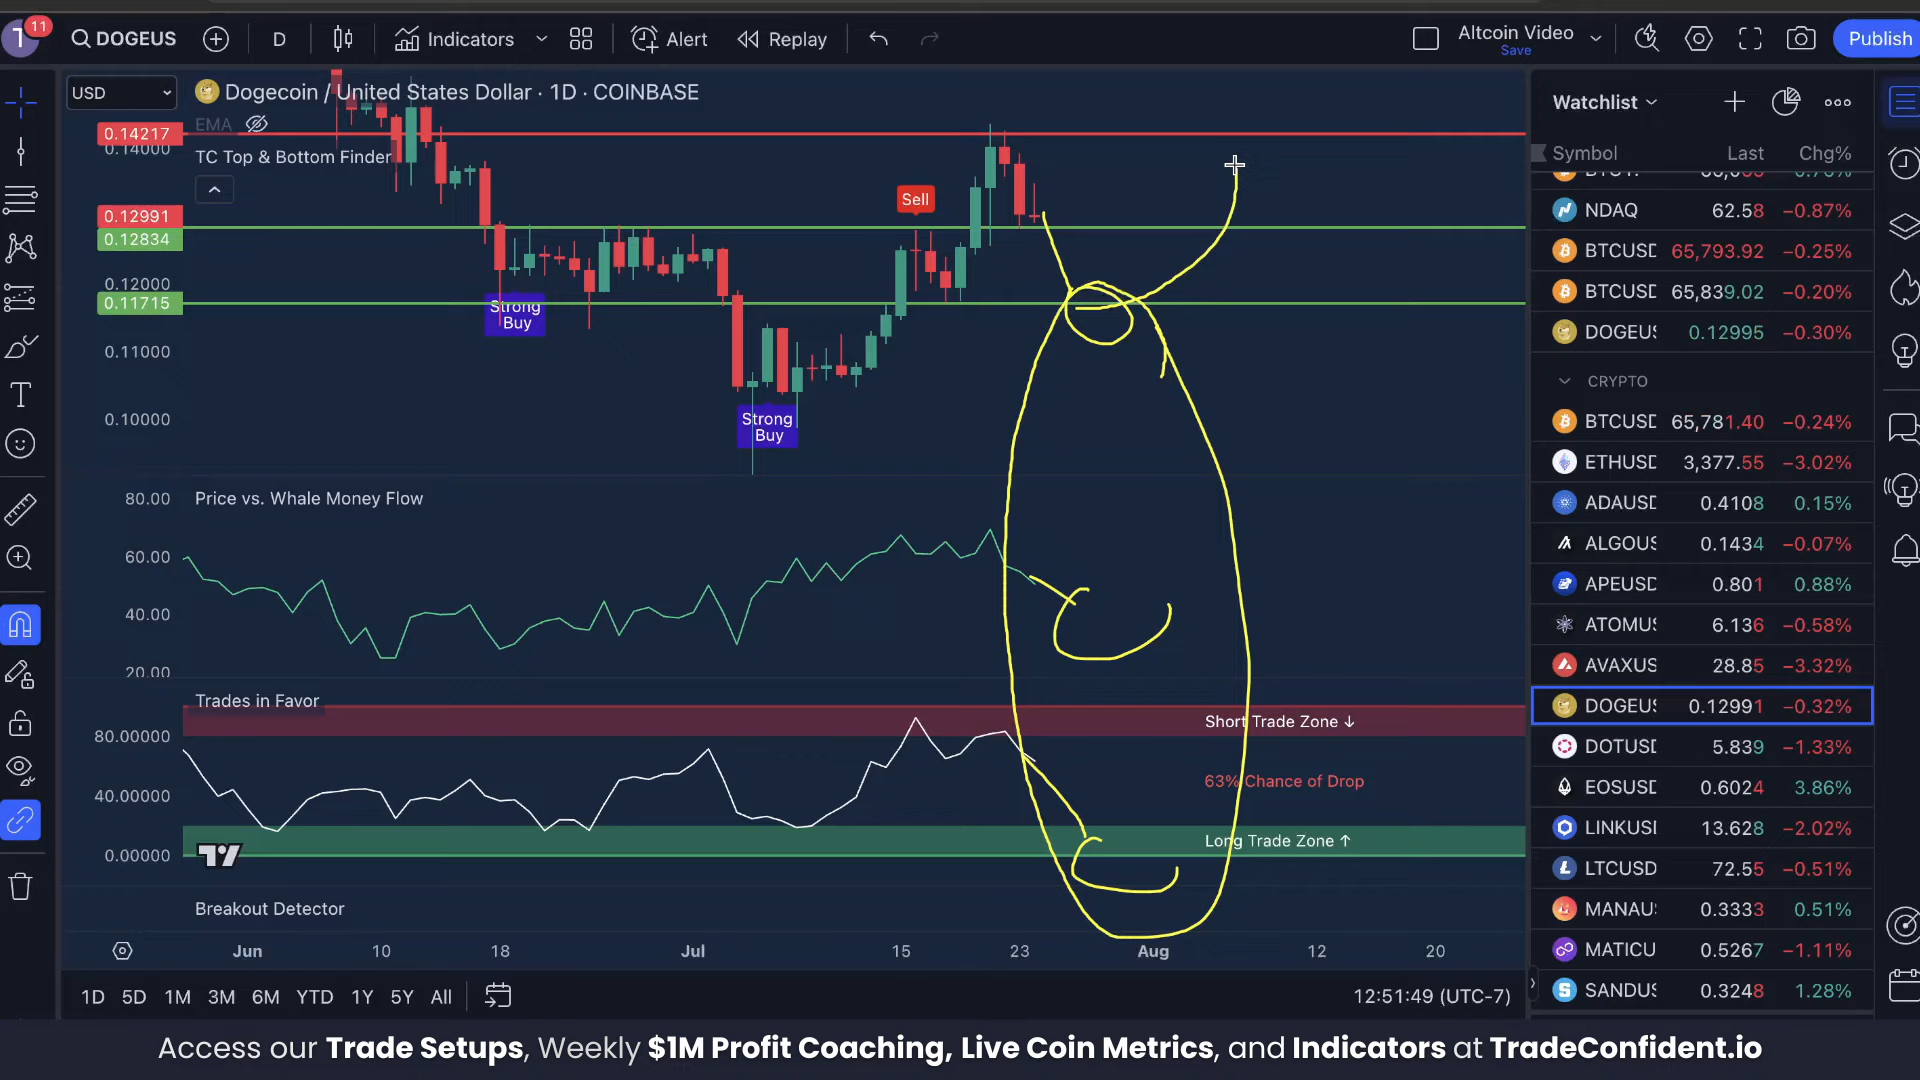 T
11
DOGEUS
D
Indicators
Alert
Replay
Altcoin Video
Save
Publish
USD
Dogecoin / United States Dollar · 1D · COINBASE
EMA
TC Top & Bottom Finder
0.14217
0.14000
0.12991
0.12834
0.12000
0.11715
0.11000
0.10000
Sell
Strong
Buy
Strong
Buy
Price vs. Whale Money Flow
80.00
60.00
40.00
20.00
Trades in Favor
80.00000
40.00000
0.00000
Short Trade Zone ↓
63% Chance of Drop
Long Trade Zone ↑
Breakout Detector
Jun
10
18
Jul
15
23
Aug
12
20
1D 5D 1M 3M 6M YTD 1Y 5Y All
12:51:49 (UTC-7)
Watchlist
Symbol Last Chg%
NDAQ 62.58 −0.87%
BTCUSD 65,793.92 −0.25%
BTCUSD 65,839.02 −0.20%
DOGEUS 0.12995 −0.30%
CRYPTO
BTCUSD 65,781.40 −0.24%
ETHUSD 3,377.55 −3.02%
ADAUSD 0.4108 0.15%
ALGOUS 0.1434 −0.07%
APEUSD 0.801 0.88%
ATOMUS 6.136 −0.58%
AVAXUS 28.85 −3.32%
DOGEUS 0.12991 −0.32%
DOTUSD 5.839 −1.33%
EOSUSD 0.6024 3.86%
LINKUSD 13.628 −2.02%
LTCUSD 72.55 −0.51%
MANAU 0.3333 0.51%
MATICU 0.5267 −1.11%
SANDUS 0.3248 1.28%
Access our Trade Setups, Weekly $1M Profit Coaching, Live Coin Metrics, and Indicators at TradeConfident.io